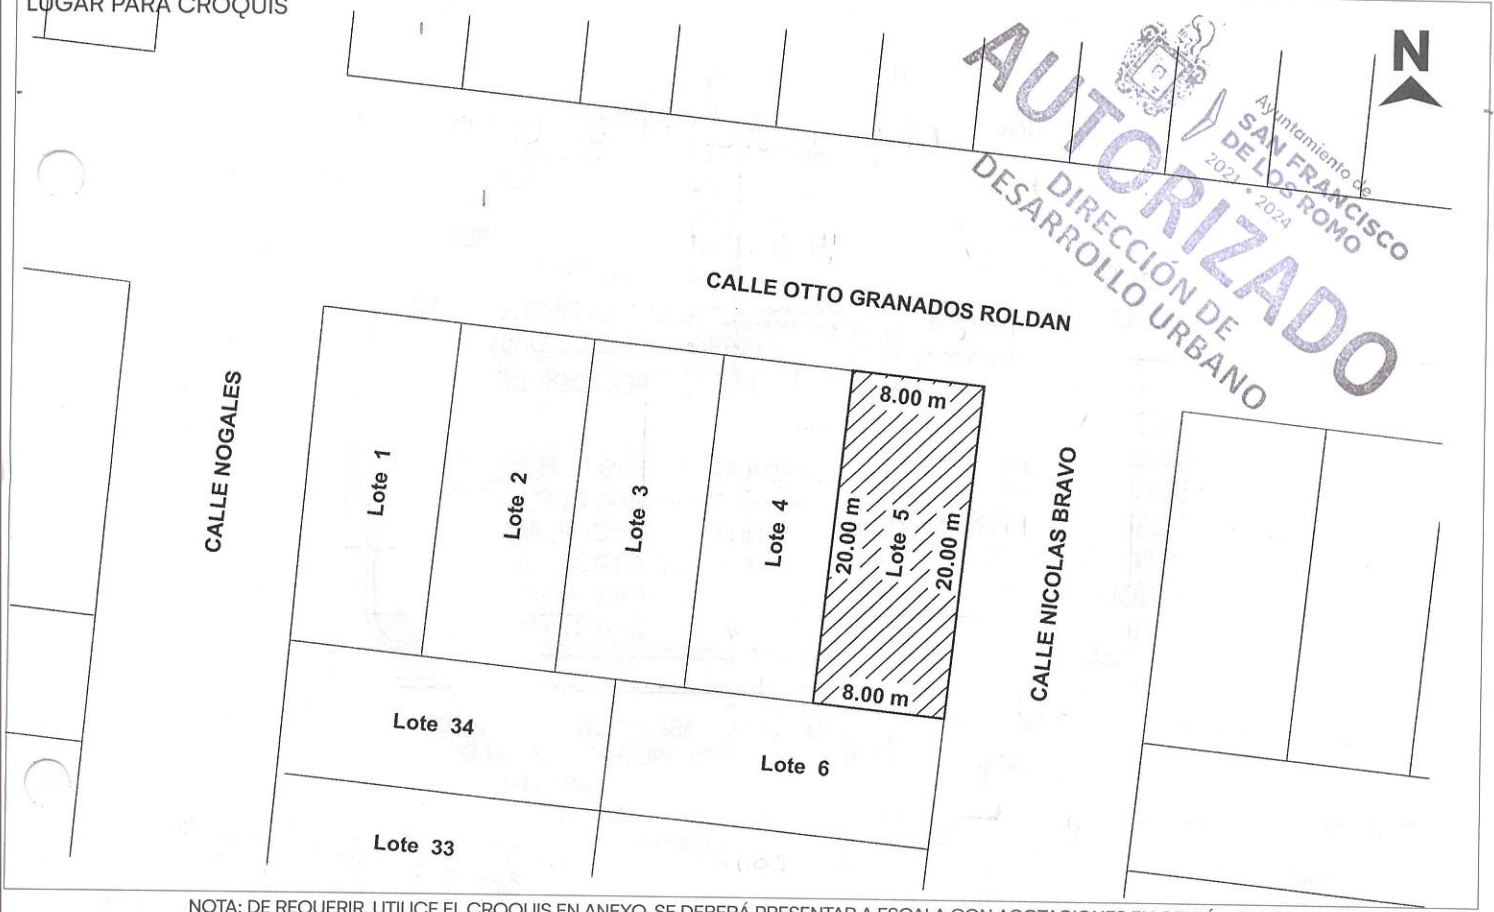 LUGAR PARA CROQUIS
N
AUTORIZADO
Ayuntamiento de
SAN FRANCISCO
DE LOS ROMO
2021 • 2024
DIRECCIÓN DE
DESARROLLO URBANO
CALLE OTTO GRANADOS ROLDAN
CALLE NOGALES
Lote 1
Lote 2
Lote 3
Lote 4
8.00 m
20.00 m
Lote 5
20.00 m
8.00 m
CALLE NICOLAS BRAVO
Lote 34
Lote 6
Lote 33
NOTA: DE REQUERIR, UTILICE EL CROQUIS EN ANEXO, SE DEBERÁ PRESENTAR A ESCALA CON ACOTACIONES